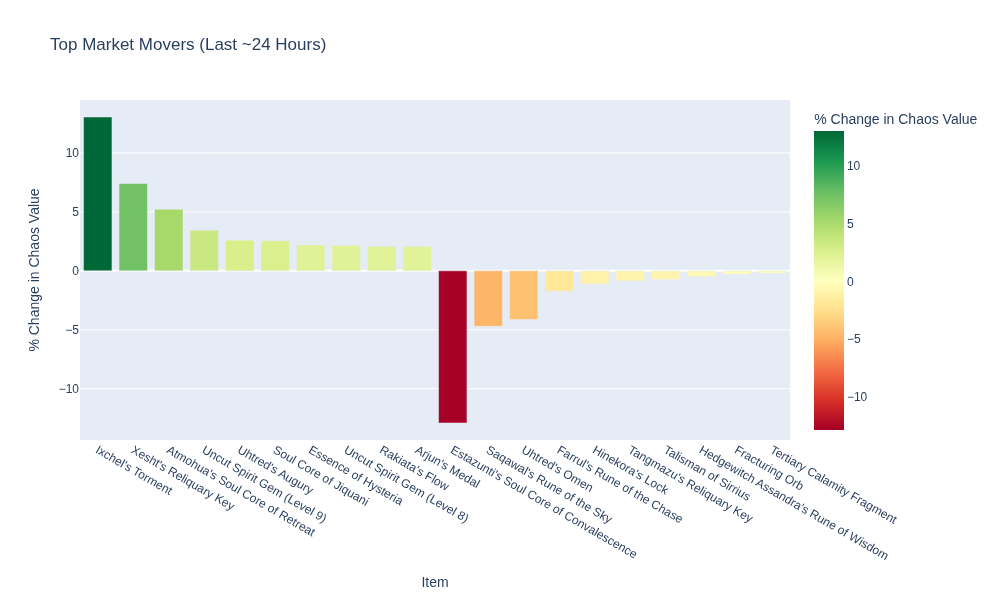 Top Market Movers (Last ~24 Hours)
% Change in Chaos Value
10
5
0
−5
−10
% Change in Chaos Value
10
5
0
−5
−10
Ixchel's Torment
Xesht's Reliquary Key
Atmohua's Soul Core of Retreat
Uncut Spirit Gem (Level 9)
Uhtred's Augury
Soul Core of Jiquani
Essence of Hysteria
Uncut Spirit Gem (Level 8)
Rakiata's Flow
Arjun's Medal
Estazunti's Soul Core of Convalescence
Saqawal's Rune of the Sky
Uhtred's Omen
Farrul's Rune of the Chase
Hinekora's Lock
Tangmazu's Reliquary Key
Talisman of Sirrius
Hedgewitch Assandra's Rune of Wisdom
Fracturing Orb
Tertiary Calamity Fragment
Item